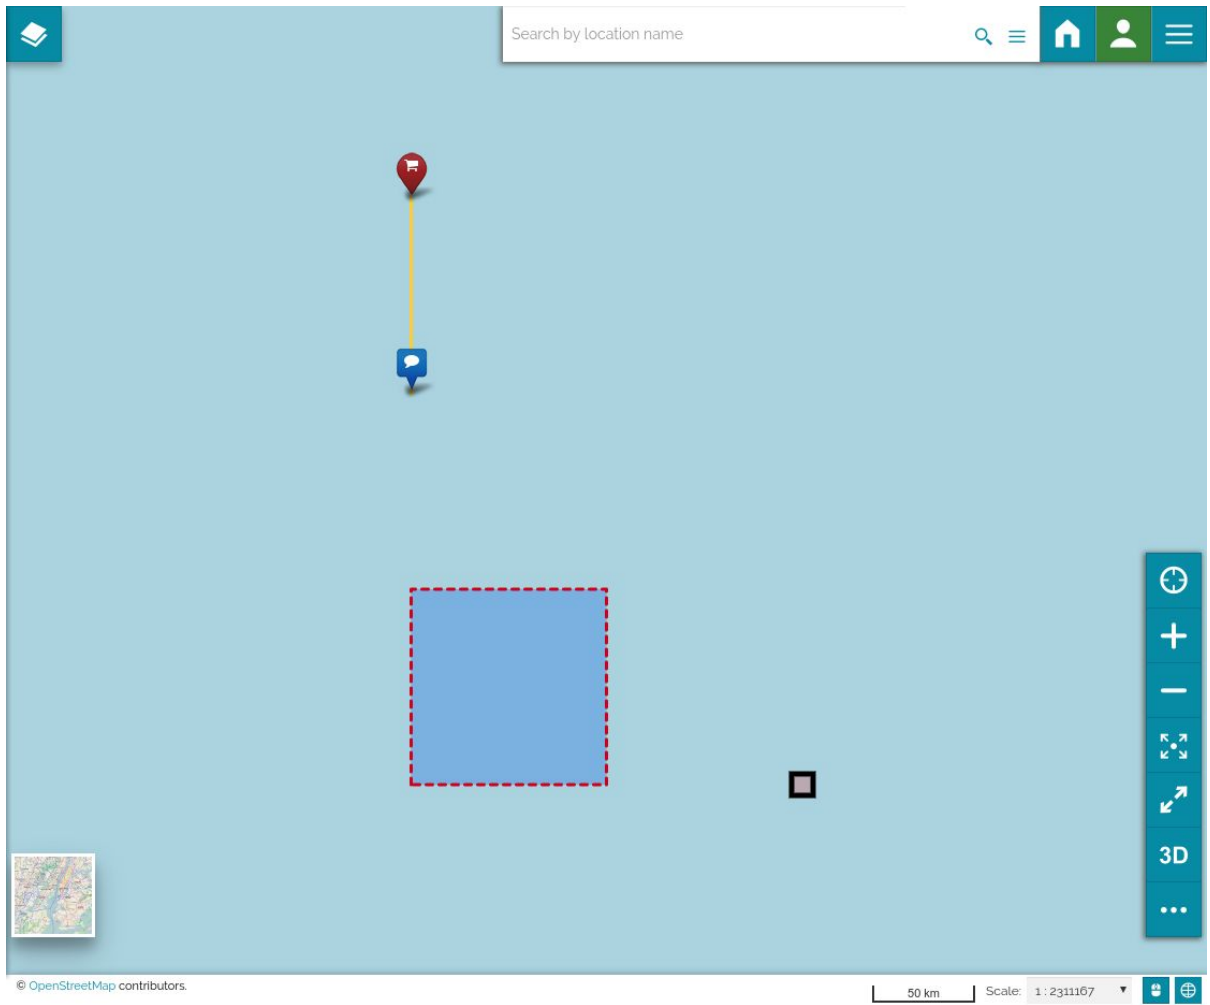 Search by location name
3D
© OpenStreetMap contributors.
50 km
Scale: 1 : 2311167